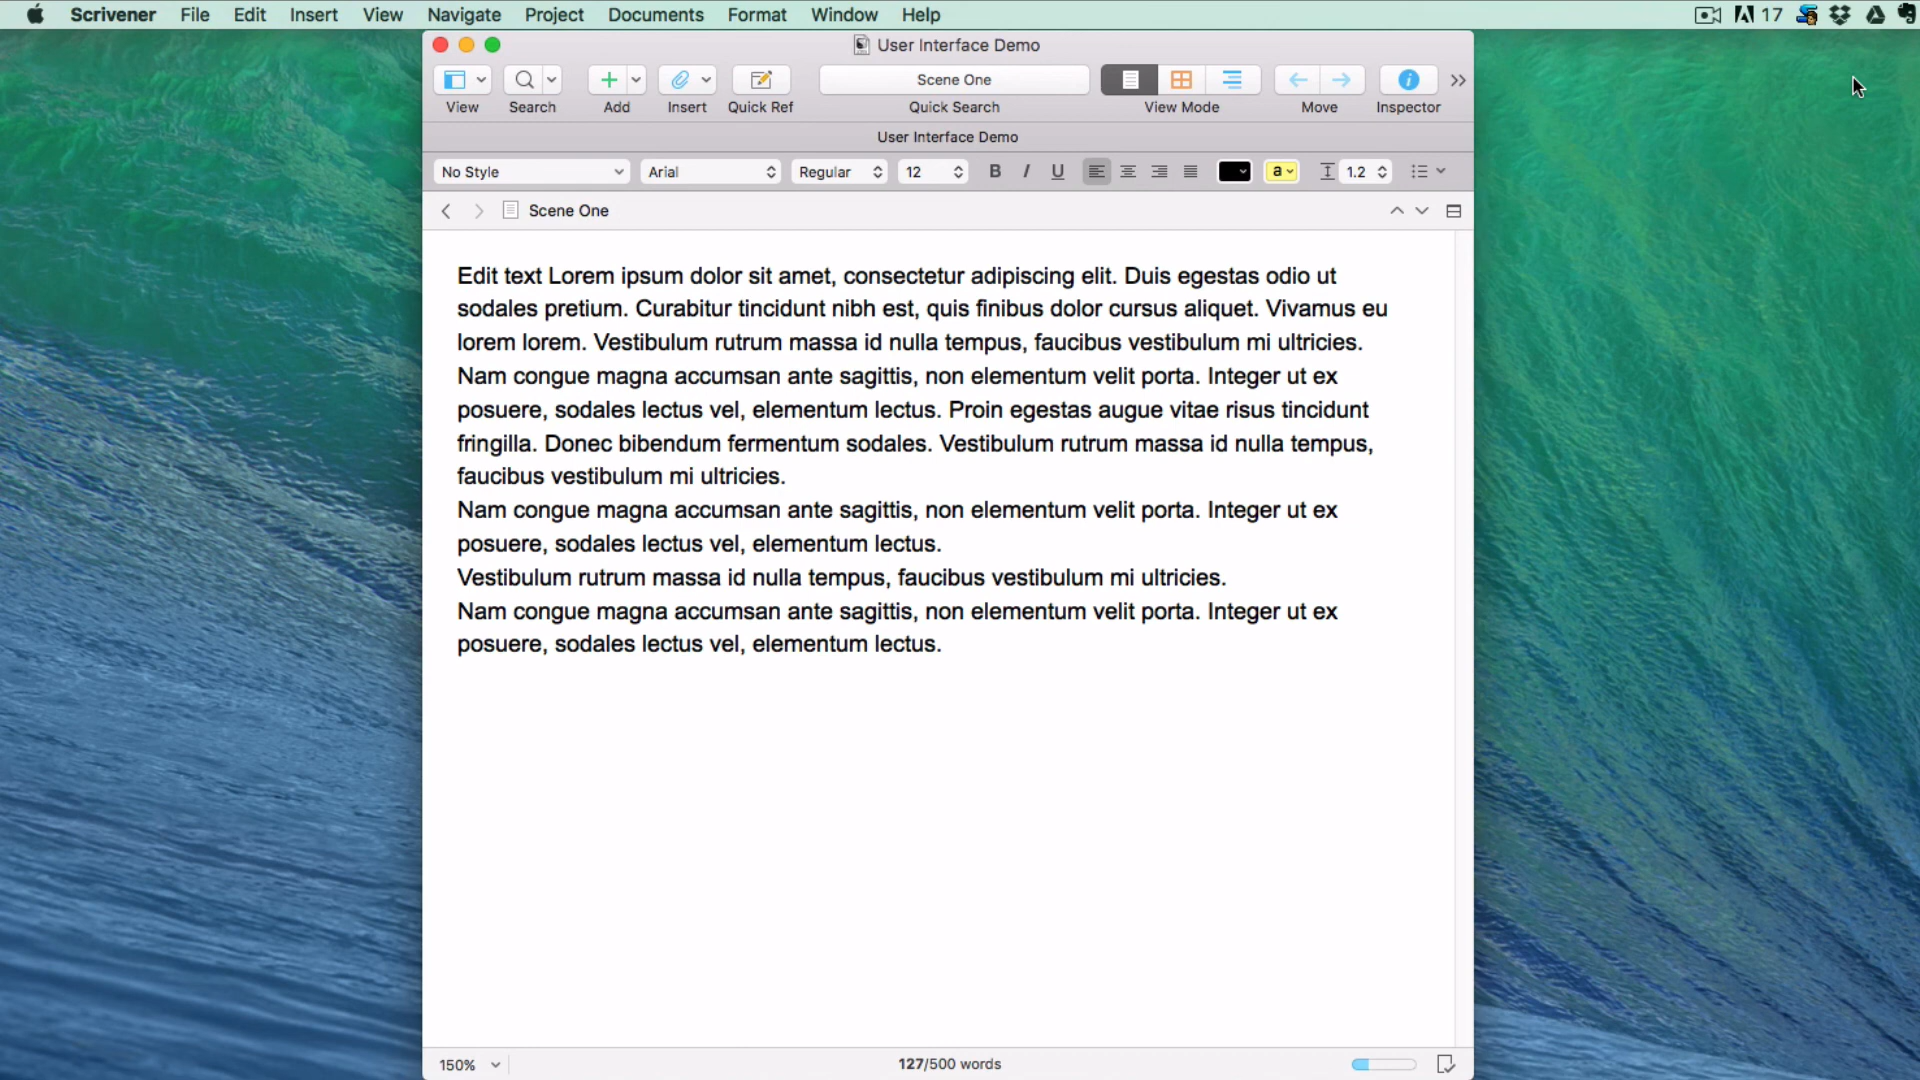 Scrivener File Edit Insert View Navigate Project Documents Format Window Help 17
User Interface Demo
Scene One
View Search Add Insert Quick Ref Quick Search View Mode Move Inspector
User Interface Demo
No Style Arial Regular 12 B I U a 1.2
Scene One
Edit text Lorem ipsum dolor sit amet, consectetur adipiscing elit. Duis egestas odio ut
sodales pretium. Curabitur tincidunt nibh est, quis finibus dolor cursus aliquet. Vivamus eu
lorem lorem. Vestibulum rutrum massa id nulla tempus, faucibus vestibulum mi ultricies.
Nam congue magna accumsan ante sagittis, non elementum velit porta. Integer ut ex
posuere, sodales lectus vel, elementum lectus. Proin egestas augue vitae risus tincidunt
fringilla. Donec bibendum fermentum sodales. Vestibulum rutrum massa id nulla tempus,
faucibus vestibulum mi ultricies.
Nam congue magna accumsan ante sagittis, non elementum velit porta. Integer ut ex
posuere, sodales lectus vel, elementum lectus.
Vestibulum rutrum massa id nulla tempus, faucibus vestibulum mi ultricies.
Nam congue magna accumsan ante sagittis, non elementum velit porta. Integer ut ex
posuere, sodales lectus vel, elementum lectus.
150% 127/500 words